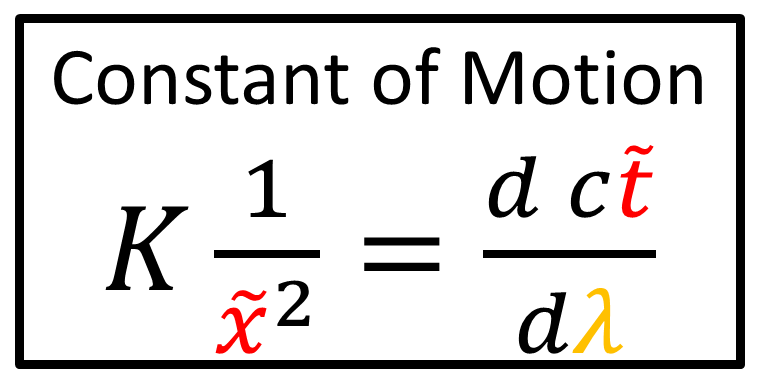 Constant of Motion
K 1/x̃² = d ct̃/dλ